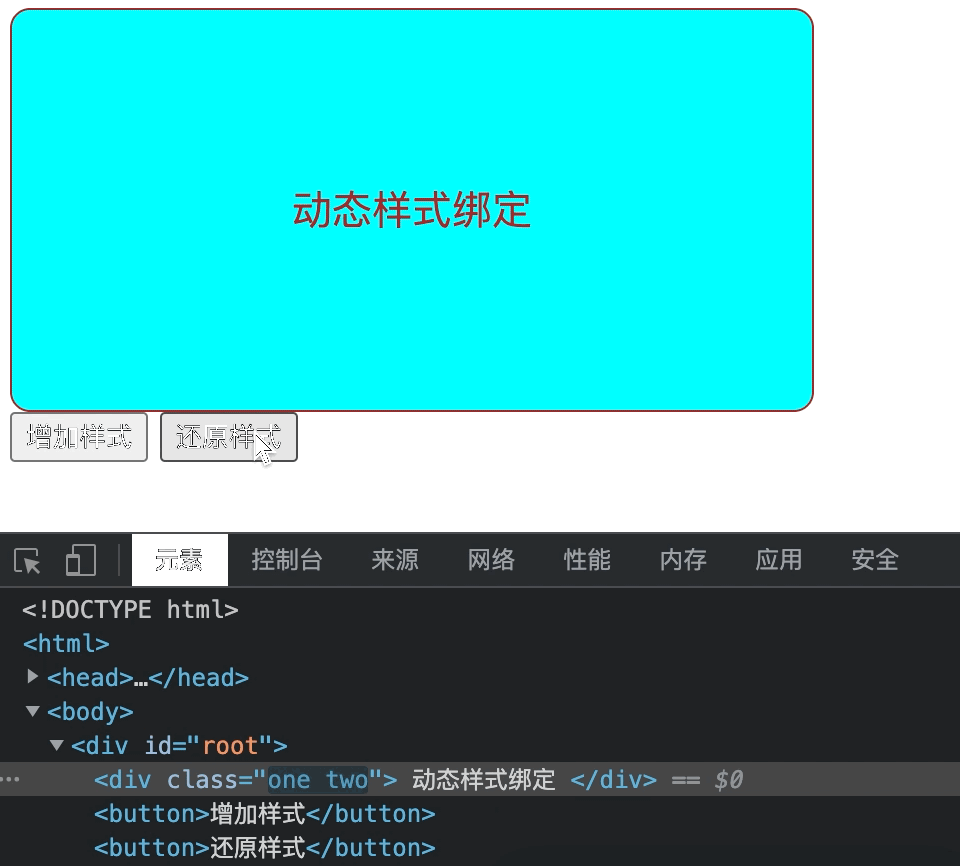 动态样式绑定
增加样式 还原样式
元素 控制台 来源 网络 性能 内存 应用 安全
<!DOCTYPE html>
<html>
<head>…</head>
<body>
<div id="root">
<div class="one two"> 动态样式绑定 </div> == $0
<button>增加样式</button>
<button>还原样式</button>